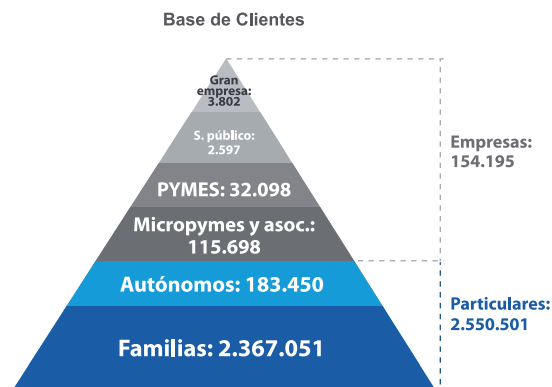 Base de Clientes
Gran
empresa:
3.802
S. público:
2.597
PYMES: 32.098
Micropymes y asoc.:
115.698
Autónomos: 183.450
Familias: 2.367.051
Empresas:
154.195
Particulares:
2.550.501